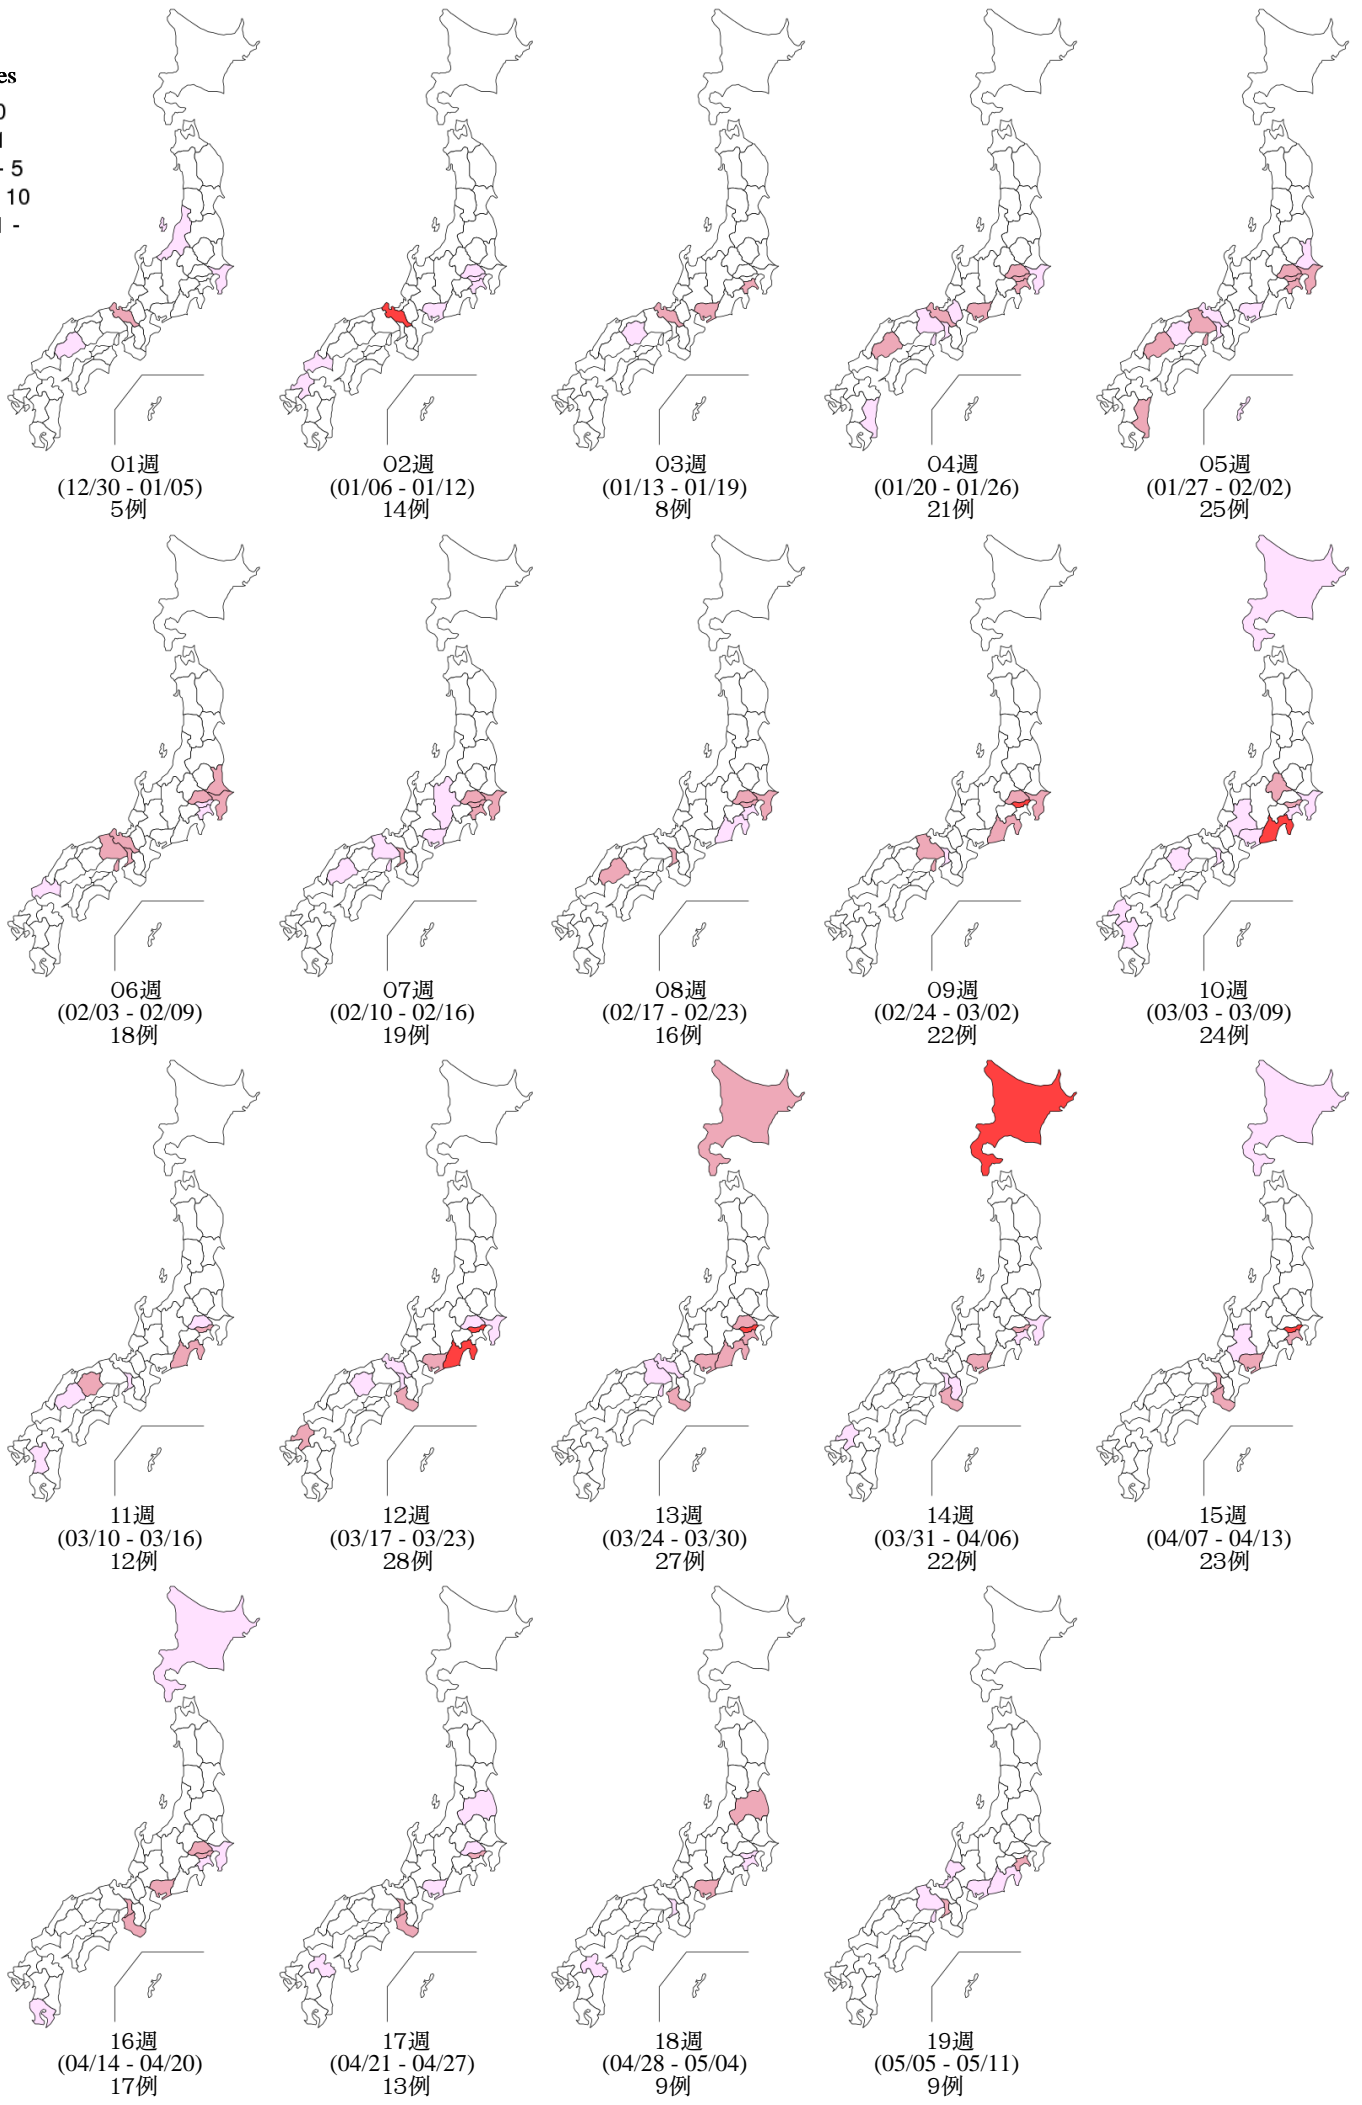 es
0
1
- 5
10
1 -
01週
(12/30 - 01/05)
5例
02週
(01/06 - 01/12)
14例
03週
(01/13 - 01/19)
8例
04週
(01/20 - 01/26)
21例
05週
(01/27 - 02/02)
25例
06週
(02/03 - 02/09)
18例
07週
(02/10 - 02/16)
19例
08週
(02/17 - 02/23)
16例
09週
(02/24 - 03/02)
22例
10週
(03/03 - 03/09)
24例
11週
(03/10 - 03/16)
12例
12週
(03/17 - 03/23)
28例
13週
(03/24 - 03/30)
27例
14週
(03/31 - 04/06)
22例
15週
(04/07 - 04/13)
23例
16週
(04/14 - 04/20)
17例
17週
(04/21 - 04/27)
13例
18週
(04/28 - 05/04)
9例
19週
(05/05 - 05/11)
9例